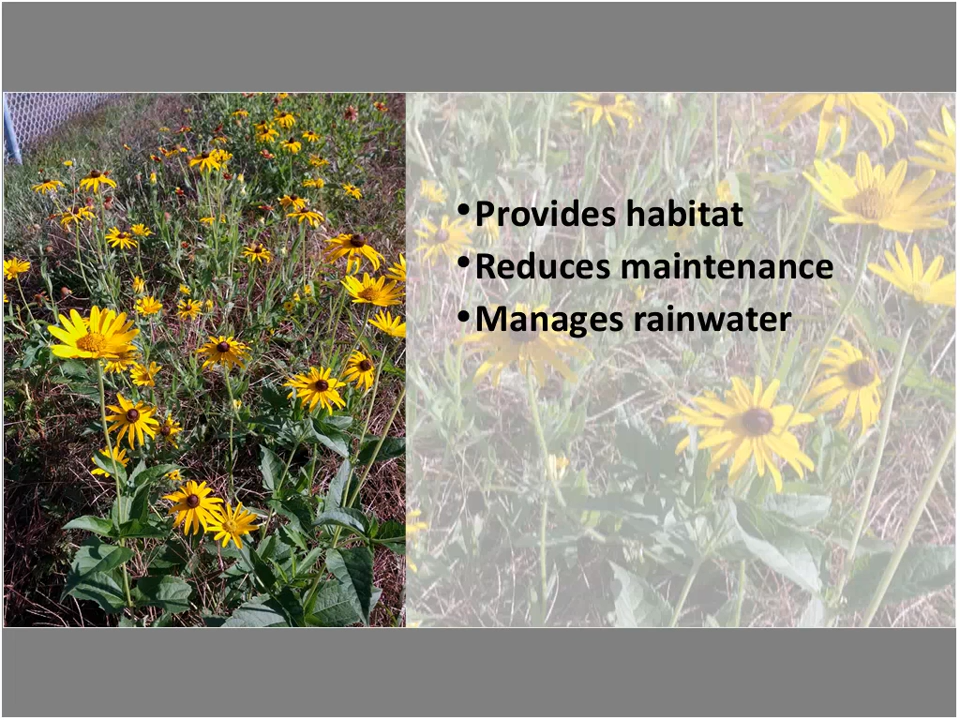 •Provides habitat
•Reduces maintenance
•Manages rainwater